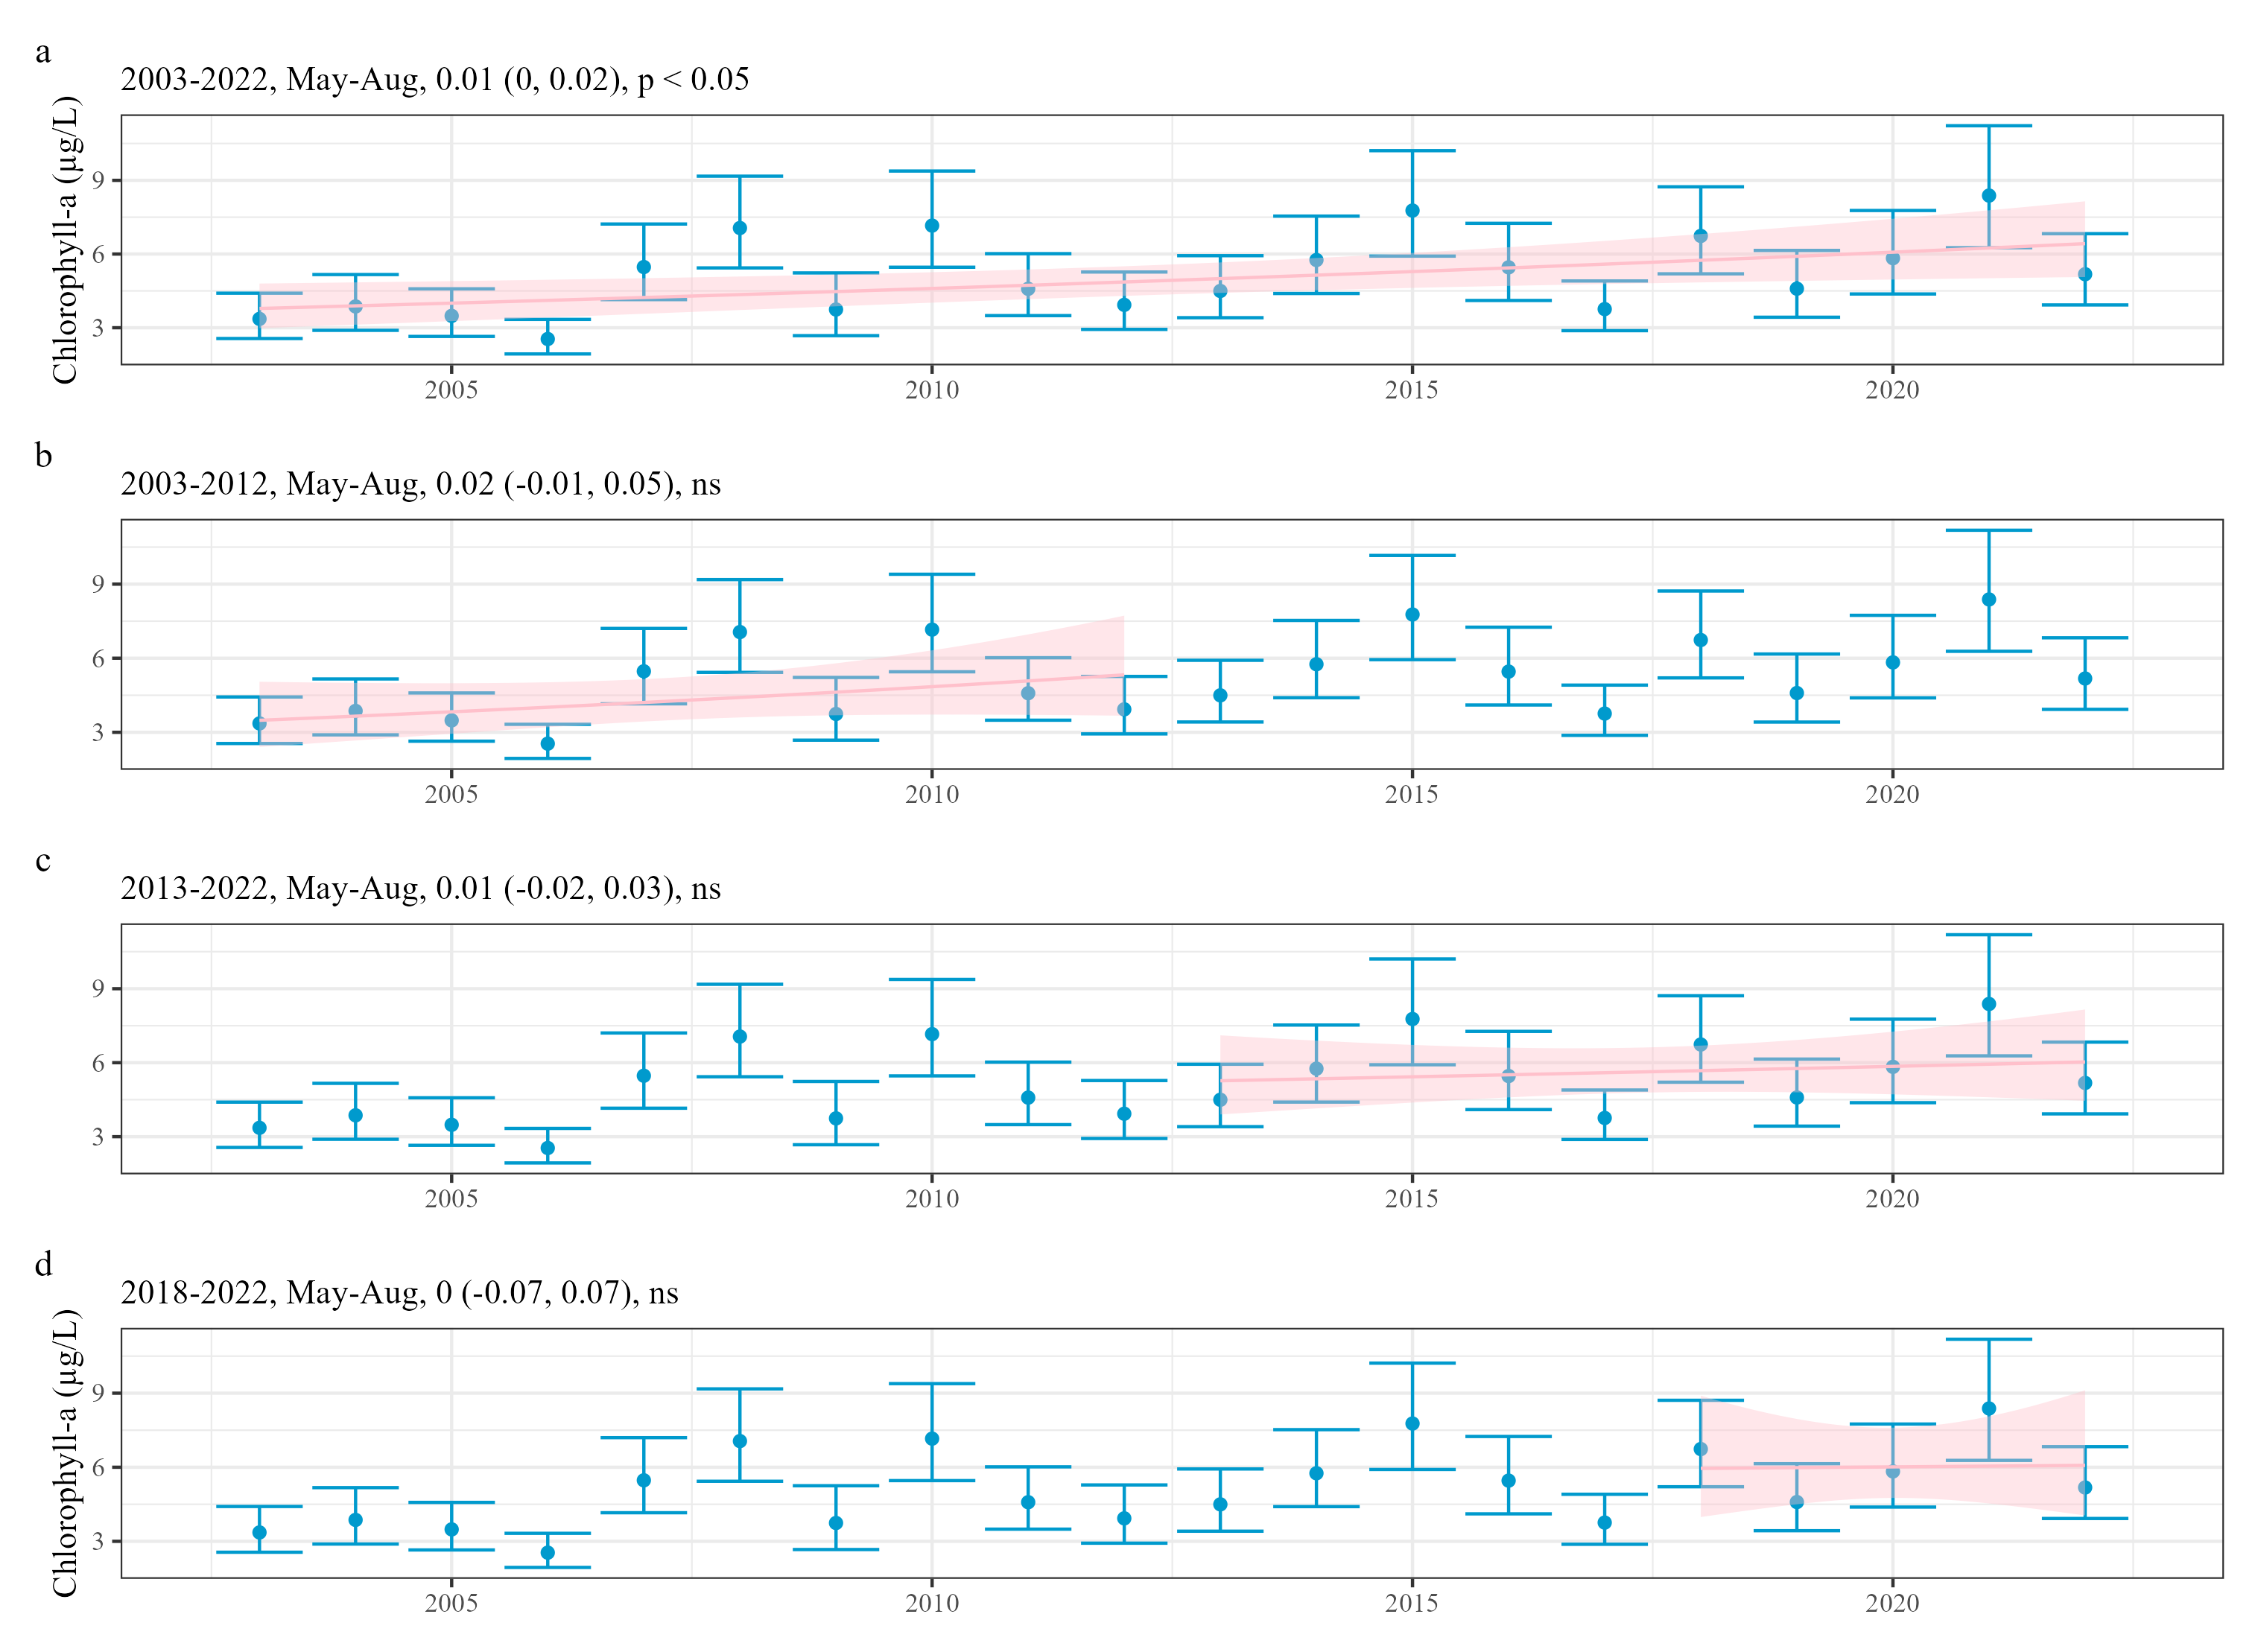 a
2003-2022, May-Aug, 0.01 (0, 0.02), p < 0.05
Chlorophyll-a (µg/L)
9
6
3
2005 2010 2015 2020
b
2003-2012, May-Aug, 0.02 (-0.01, 0.05), ns
9
6
3
2005 2010 2015 2020
c
2013-2022, May-Aug, 0.01 (-0.02, 0.03), ns
9
6
3
2005 2010 2015 2020
d
2018-2022, May-Aug, 0 (-0.07, 0.07), ns
Chlorophyll-a (µg/L)
9
6
3
2005 2010 2015 2020